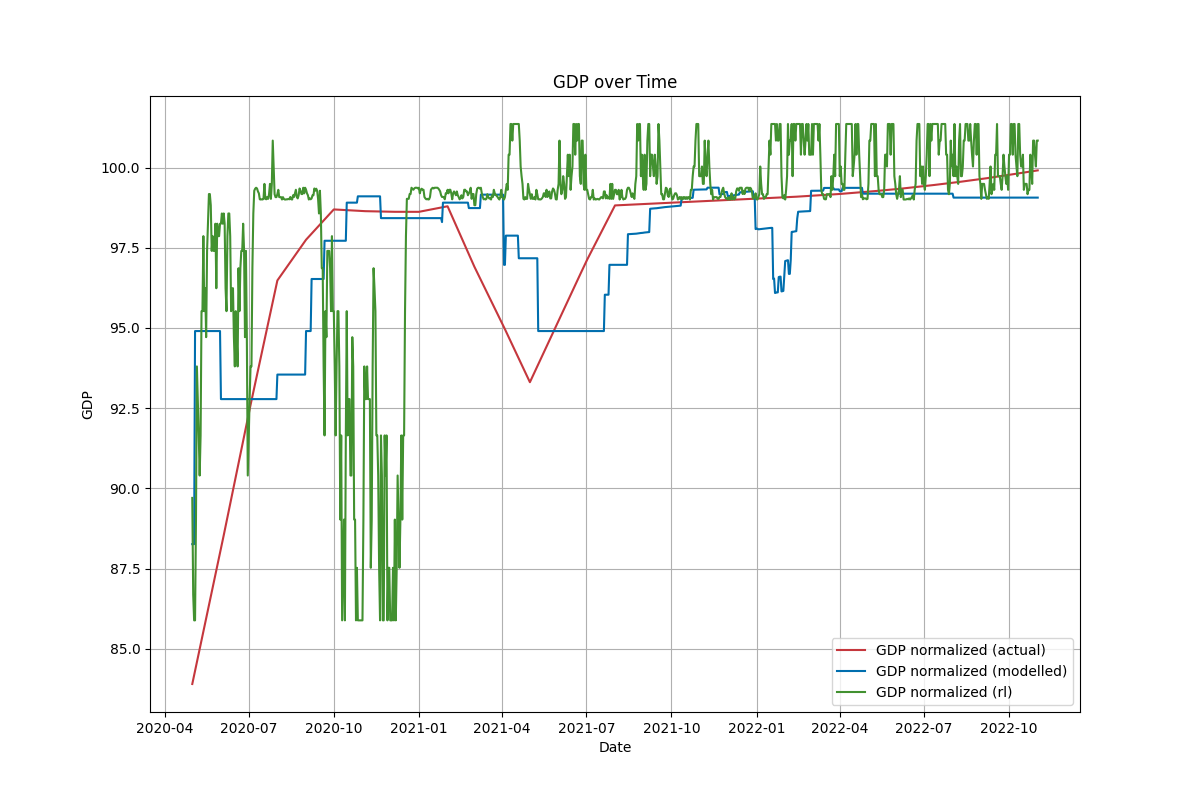 GDP over Time
GDP
100.0
97.5
95.0
92.5
90.0
87.5
85.0
GDP normalized (actual)
GDP normalized (modelled)
GDP normalized (rl)
2020-04 2020-07 2020-10 2021-01 2021-04 2021-07 2021-10 2022-01 2022-04 2022-07 2022-10
Date